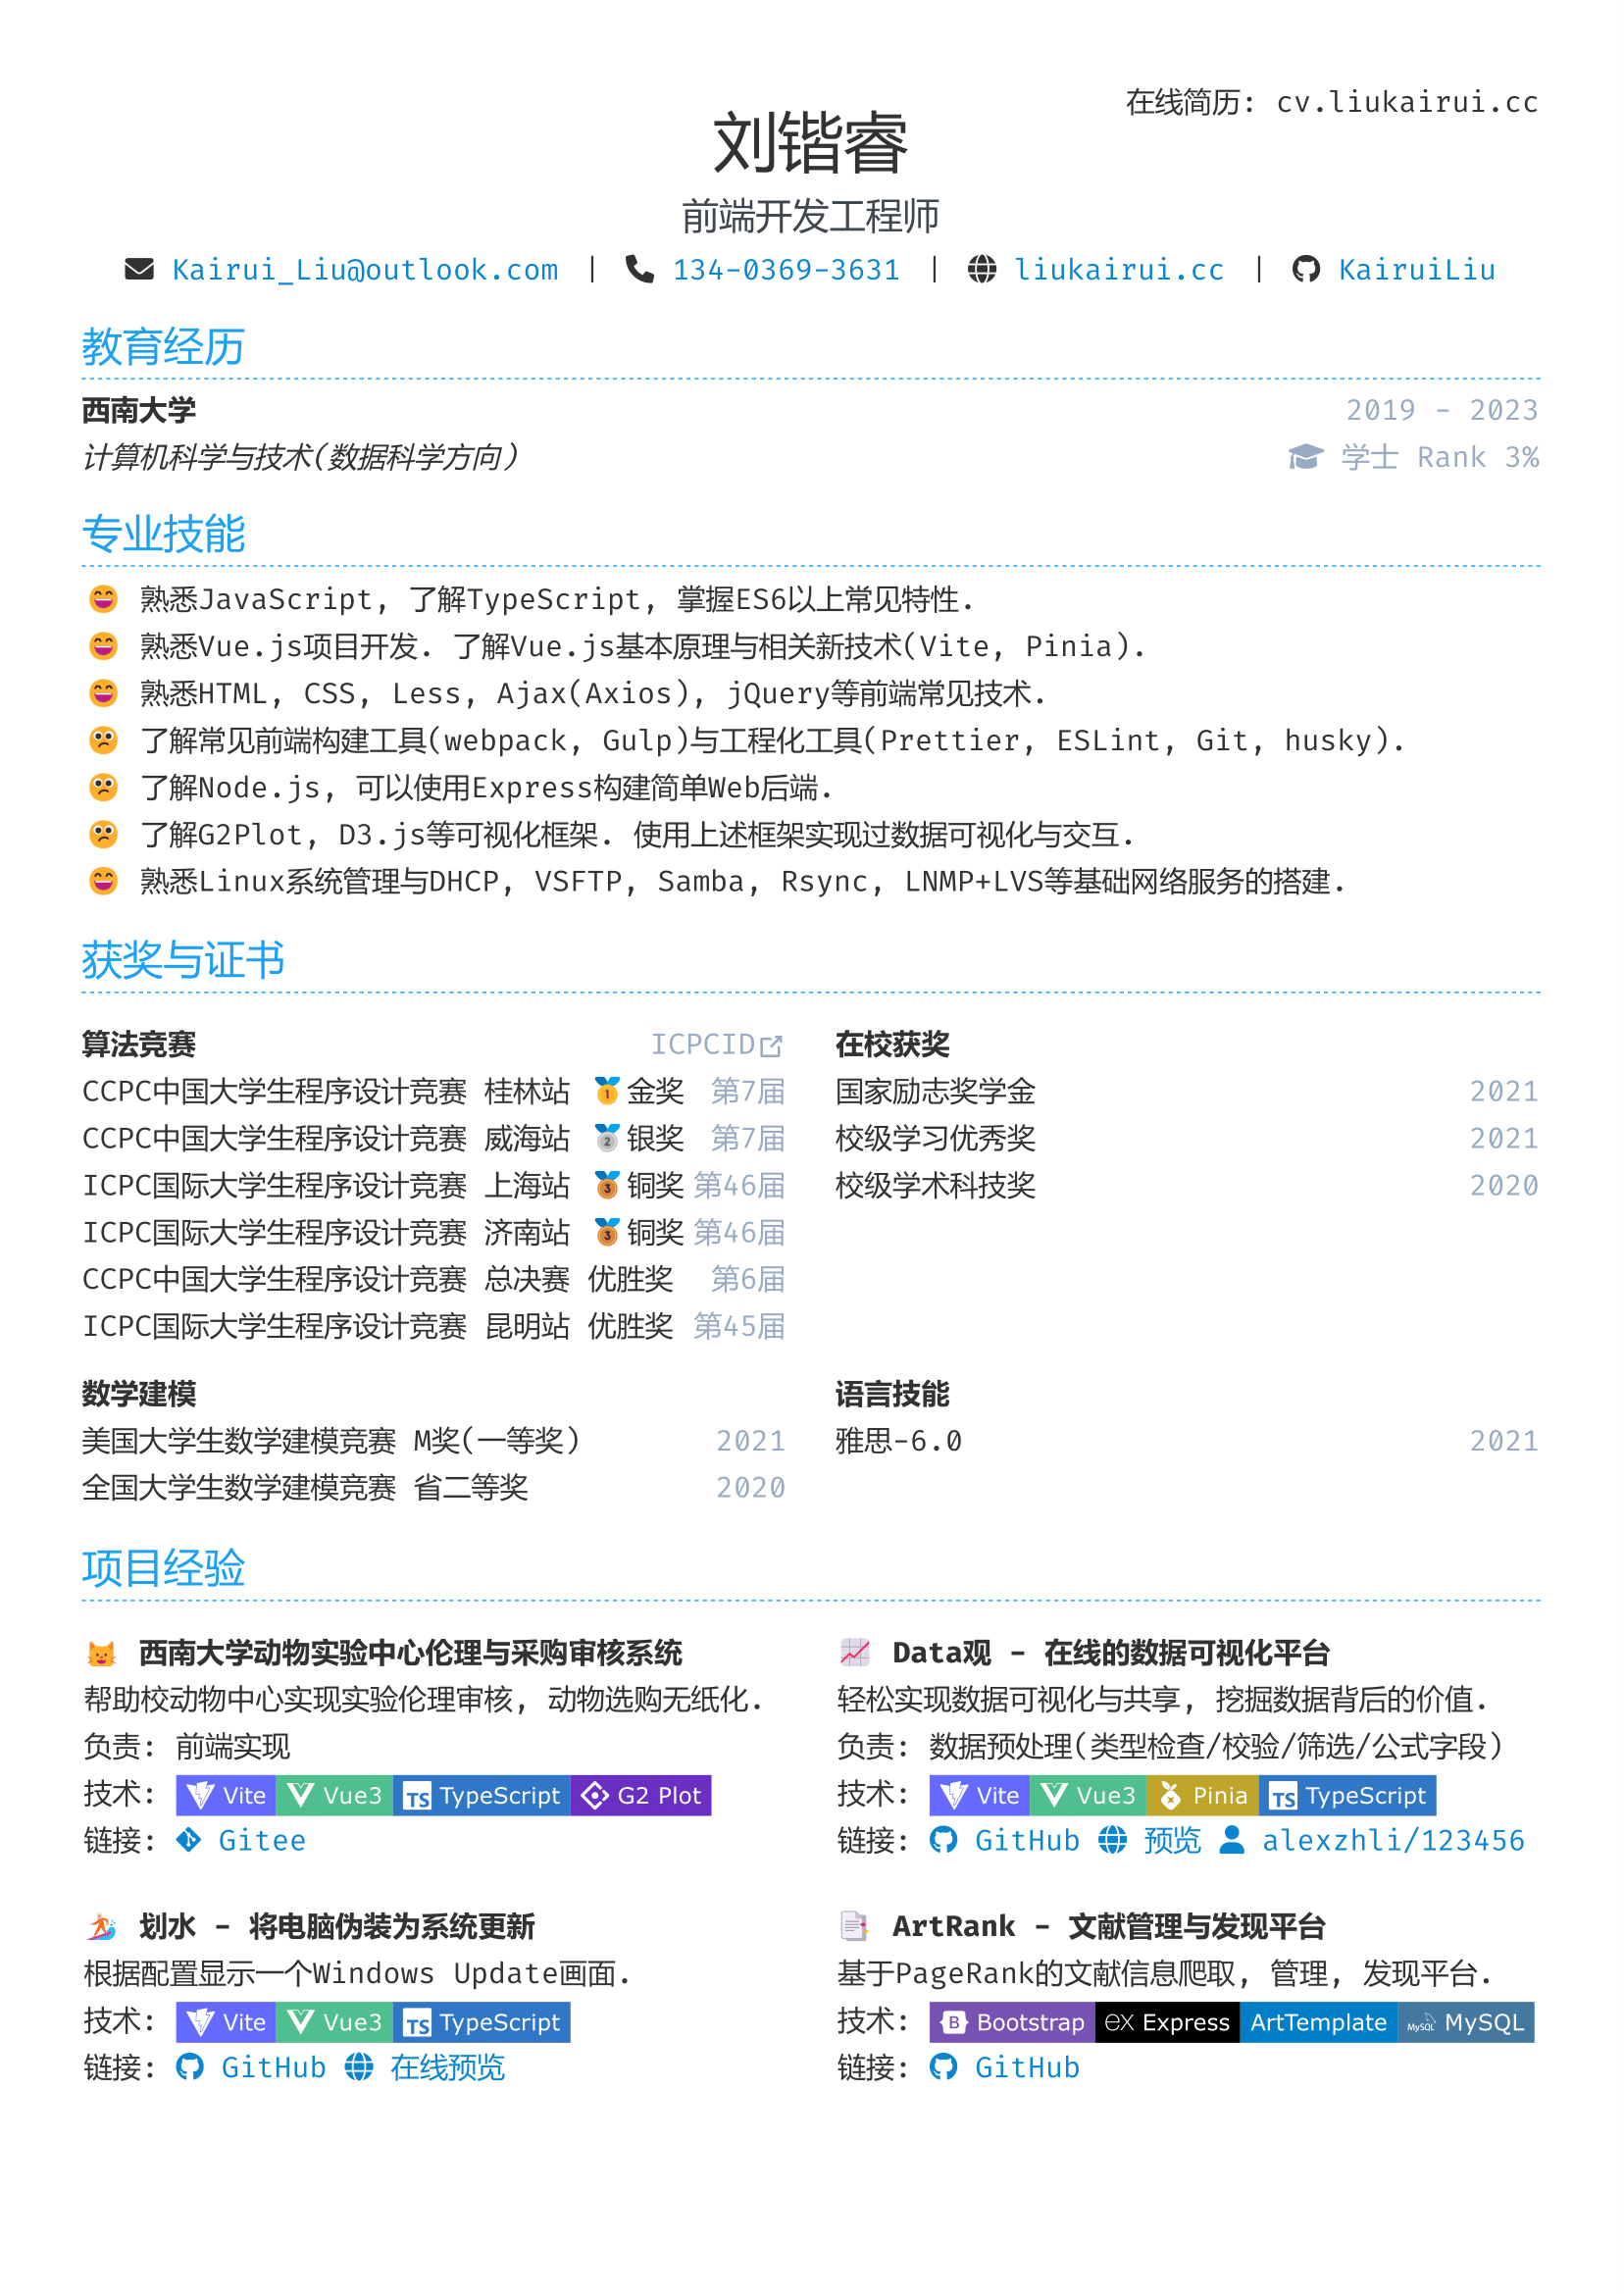 在线简历: cv.liukairui.cc
刘锴睿
前端开发工程师
Kairui_Liu@outlook.com | 134-0369-3631 | liukairui.cc | KairuiLiu
教育经历
西南大学 2019 - 2023
计算机科学与技术(数据科学方向) 学士 Rank 3%
专业技能
熟悉JavaScript, 了解TypeScript, 掌握ES6以上常见特性.
熟悉Vue.js项目开发. 了解Vue.js基本原理与相关新技术(Vite, Pinia).
熟悉HTML, CSS, Less, Ajax(Axios), jQuery等前端常见技术.
了解常见前端构建工具(webpack, Gulp)与工程化工具(Prettier, ESLint, Git, husky).
了解Node.js, 可以使用Express构建简单Web后端.
了解G2Plot, D3.js等可视化框架. 使用上述框架实现过数据可视化与交互.
熟悉Linux系统管理与DHCP, VSFTP, Samba, Rsync, LNMP+LVS等基础网络服务的搭建.
获奖与证书
算法竞赛 ICPCID
CCPC中国大学生程序设计竞赛 桂林站 🥇金奖 第7届
CCPC中国大学生程序设计竞赛 威海站 🥈银奖 第7届
ICPC国际大学生程序设计竞赛 上海站 🥉铜奖 第46届
ICPC国际大学生程序设计竞赛 济南站 🥉铜奖 第46届
CCPC中国大学生程序设计竞赛 总决赛 优胜奖 第6届
ICPC国际大学生程序设计竞赛 昆明站 优胜奖 第45届
在校获奖
国家励志奖学金 2021
校级学习优秀奖 2021
校级学术科技奖 2020
数学建模
美国大学生数学建模竞赛 M奖(一等奖) 2021
全国大学生数学建模竞赛 省二等奖 2020
语言技能
雅思-6.0 2021
项目经验
西南大学动物实验中心伦理与采购审核系统
帮助校动物中心实现实验伦理审核, 动物选购无纸化.
负责: 前端实现
技术: Vite Vue3 TypeScript G2 Plot
链接: Gitee
Data观 - 在线的数据可视化平台
轻松实现数据可视化与共享, 挖掘数据背后的价值.
负责: 数据预处理(类型检查/校验/筛选/公式字段)
技术: Vite Vue3 Pinia TypeScript
链接: GitHub 预览 alexzhli/123456
划水 - 将电脑伪装为系统更新
根据配置显示一个Windows Update画面.
技术: Vite Vue3 TypeScript
链接: GitHub 在线预览
ArtRank - 文献管理与发现平台
基于PageRank的文献信息爬取, 管理, 发现平台.
技术: Bootstrap Express ArtTemplate MySQL
链接: GitHub